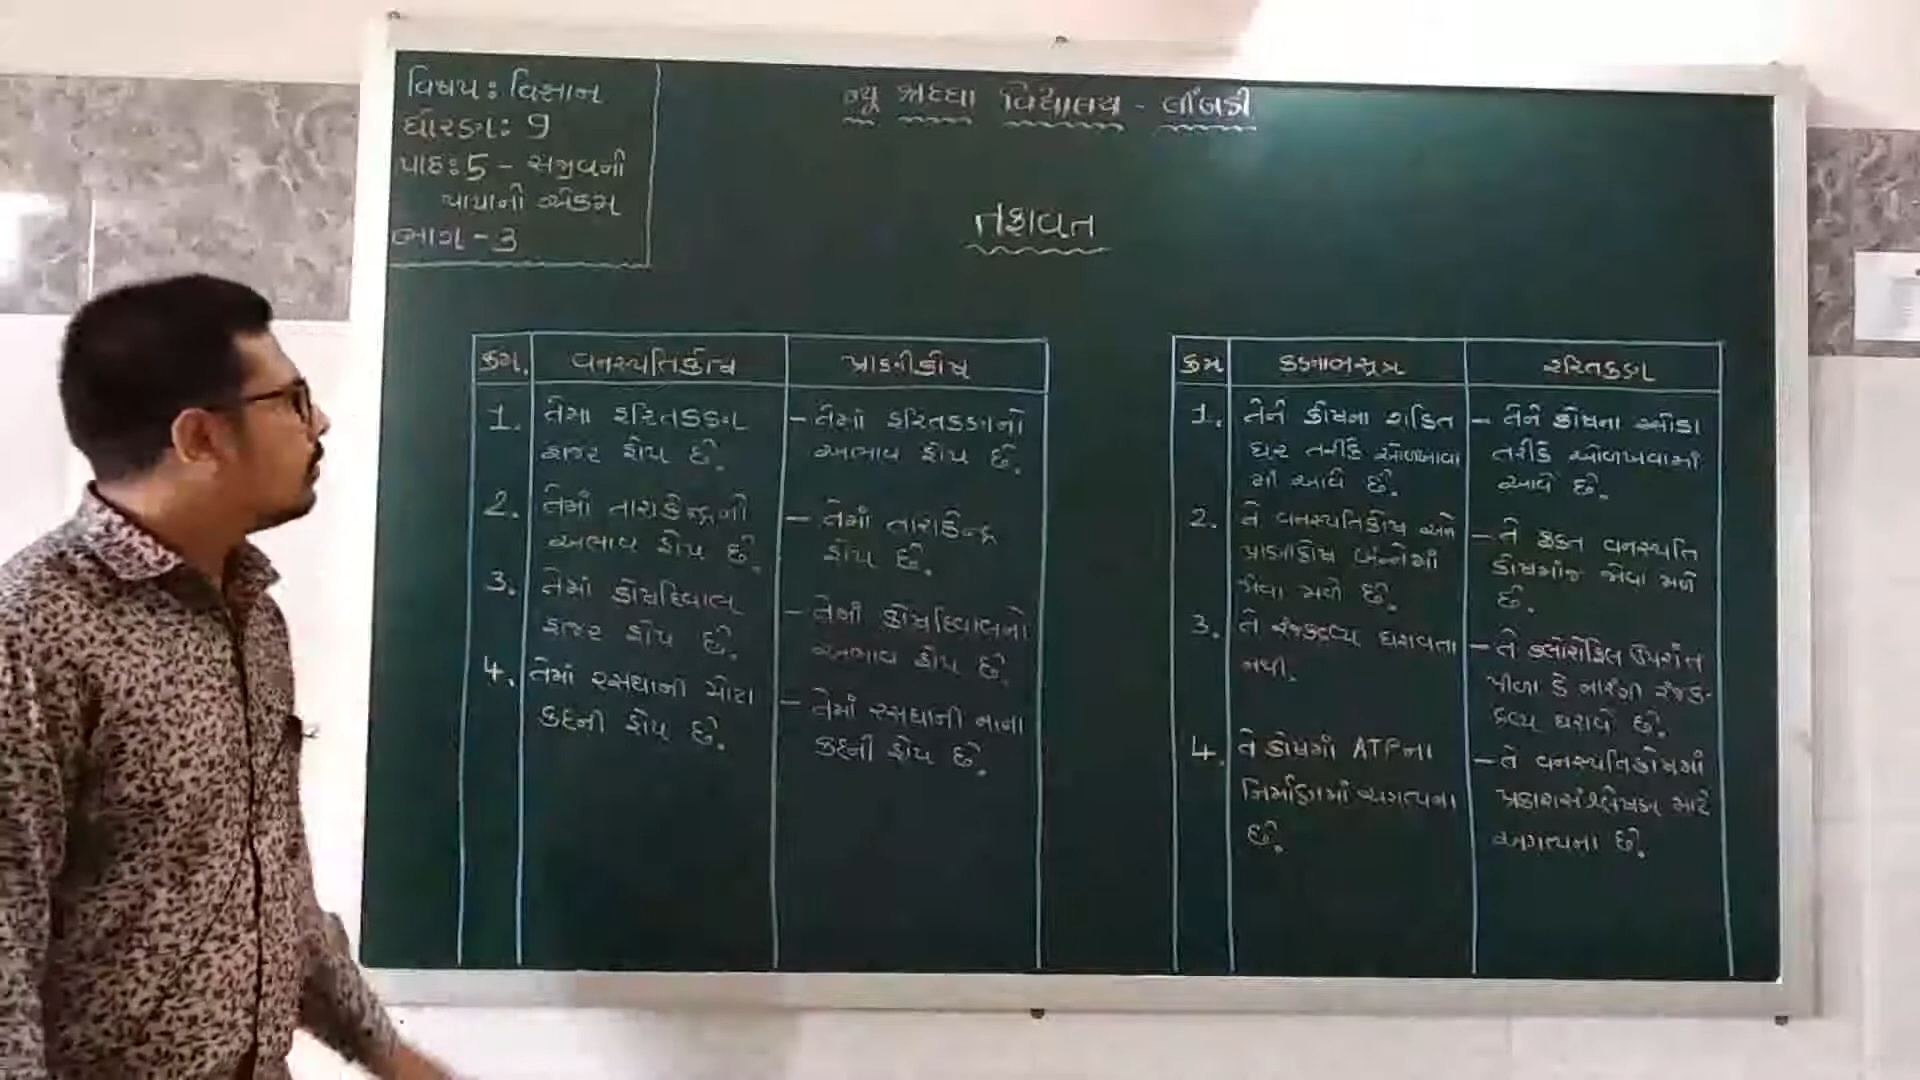 વિષય: વિજ્ઞાન
ધોરણ: 9
પાઠ: 5 - સજીવની
પાયાનો એકમ
ભાગ - 3
ન્યૂ શ્રધ્ધા વિદ્યાલય - લીંબડી
તફાવત
ક્રમ. વનસ્પતિકોષ પ્રાણીકોષ
1. તેમા હરિતકણ - તેમાં હરિતકણનો
હાજર હોય છે. અભાવ હોય છે.
2. તેમાં તારાકેન્દ્રનો - તેમાં તારાકેન્દ્ર
અભાવ હોય છે. હોય છે.
3. તેમાં કોષદિવાલ - તેમાં કોષદિવાલનો
હાજર હોય છે. અભાવ હોય છે.
4. તેમાં રસધાની મોટા - તેમાં રસધાની નાના
કદની હોય છે. કદની હોય છે.
ક્રમ કણાભસૂત્ર હરિતકણ
1. તેને કોષના શક્તિ - તેને કોષના રસોડા
ઘર તરીકે ઓળખવા તરીકે ઓળખવામાં
માં આવે છે. આવે છે.
2. તે વનસ્પતિકોષ અને - તે ફક્ત વનસ્પતિ
પ્રાણીકોષ બંન્નેમાં કોષમાંજ જોવા મળે
જોવા મળે છે. છે.
3. તે રંજકદ્રવ્ય ધરાવતા - તે ક્લોરોફિલ ઉપરાંત
નથી. પીળા કે નારંગી રંજક-
દ્રવ્ય ધરાવે છે.
4. તે કોષમાં ATPના - તે વનસ્પતિકોષમાં
નિર્માણમાં અગત્યના પ્રકાશસંશ્લેષણ માટે
છે. અગત્યના છે.